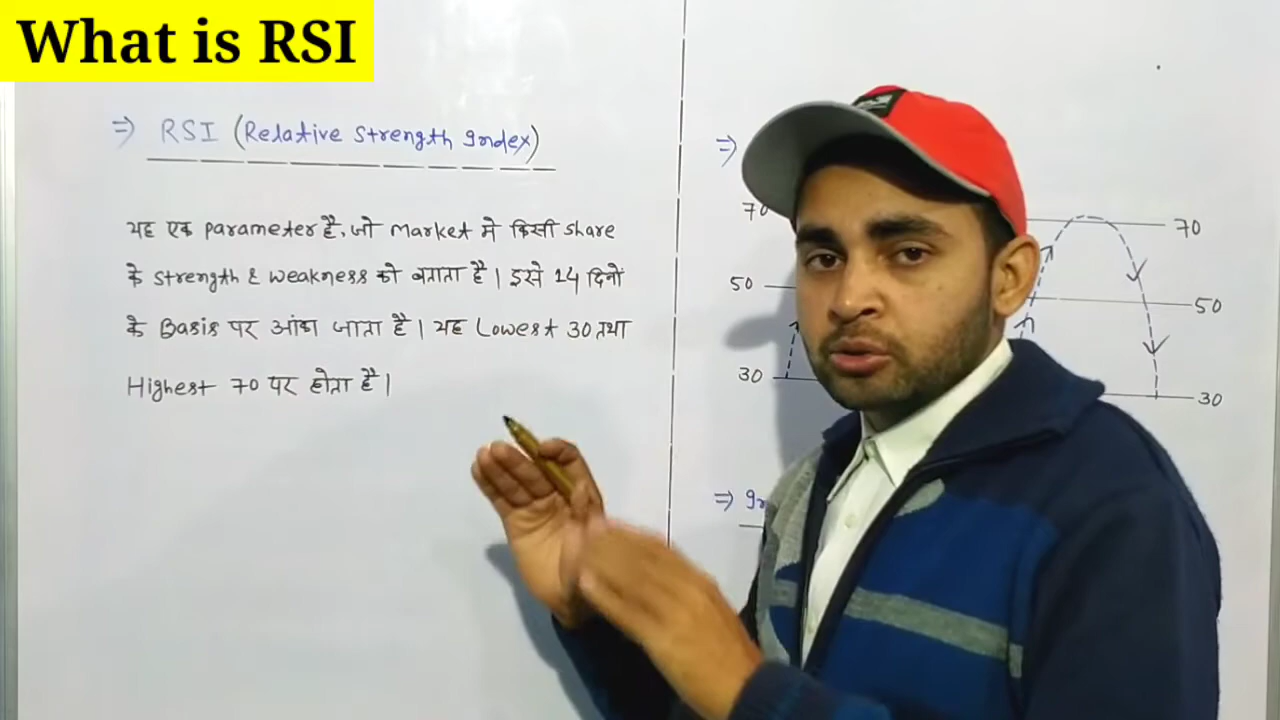 What is RSI
⇒ RSI (Relative Strength Index)
यह एक Parameter है, जो Market मे किसी Share
के Strength & Weakness को बताता है। इसे 14 दिनो
के Basis पर आंका जाता है। यह Lowest 30 तथा
Highest 70 पर होता है।
⇒
70 70
50 50
30 30
⇒